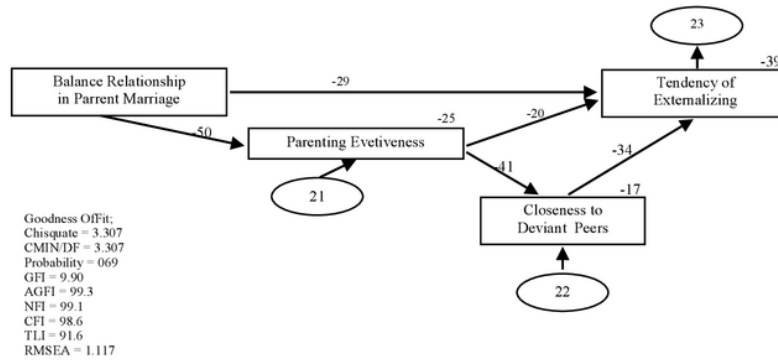 23
-39
Balance Relationship
in Parrent Marriage
-29
Tendency of
Externalizing
-50
-25
-20
Parenting Evetiveness
-41
-34
21
-17
Closeness to
Deviant Peers
22
Goodness OfFit;
Chisquate = 3.307
CMIN/DF = 3.307
Probability = 069
GFI = 9.90
AGFI = 99.3
NFI = 99.1
CFI = 98.6
TLI = 91.6
RMSEA = 1.117